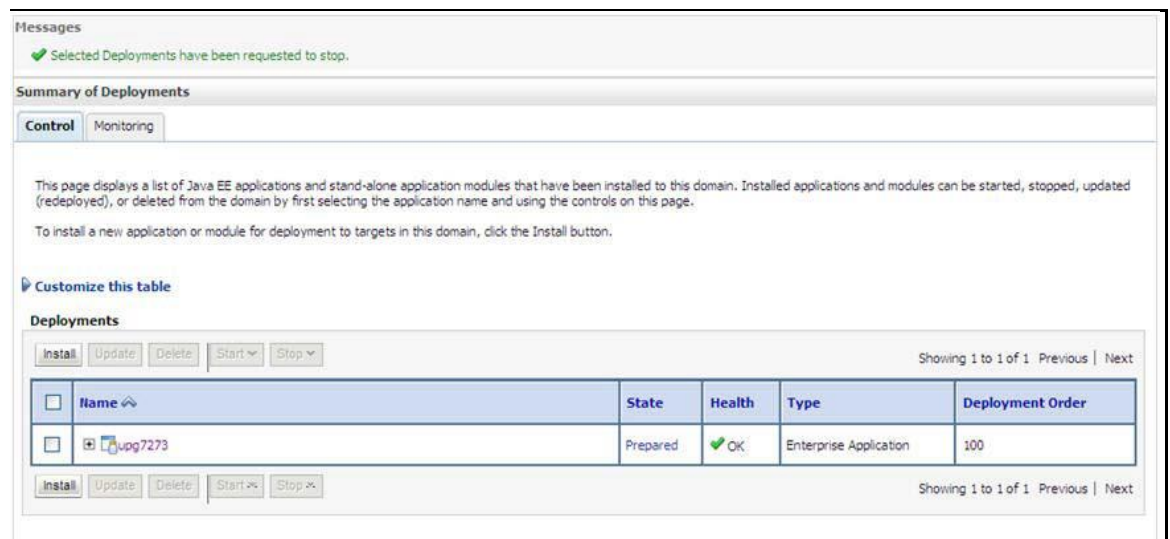 Messages
Selected Deployments have been requested to stop.
Summary of Deployments
Control Monitoring
This page displays a list of Java EE applications and stand-alone application modules that have been installed to this domain. Installed applications and modules can be started, stopped, updated
(redeployed), or deleted from the domain by first selecting the application name and using the controls on this page.
To install a new application or module for deployment to targets in this domain, click the Install button.
Customize this table
Deployments
Install Update Delete Start Stop Showing 1 to 1 of 1 Previous | Next
Name State Health Type Deployment Order
upg7273 Prepared OK Enterprise Application 100
Install Update Delete Start Stop Showing 1 to 1 of 1 Previous | Next